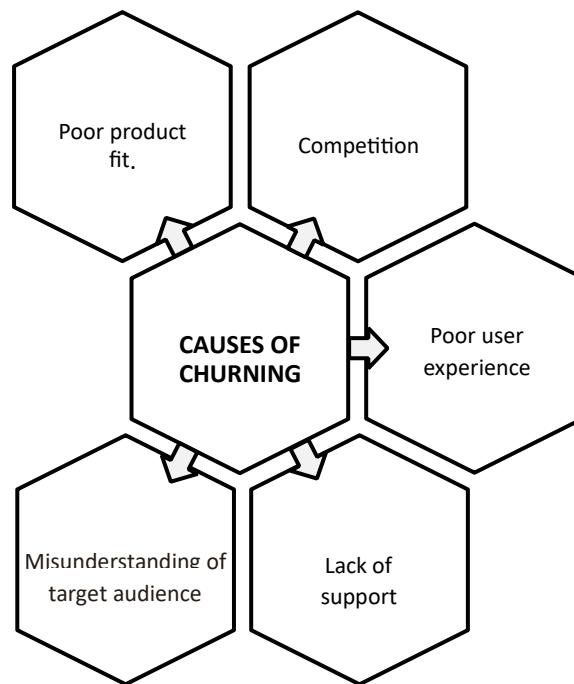 Poor product
fit.
Competition
CAUSES OF
CHURNING
Poor user
experience
Misunderstanding of
target audience
Lack of
support